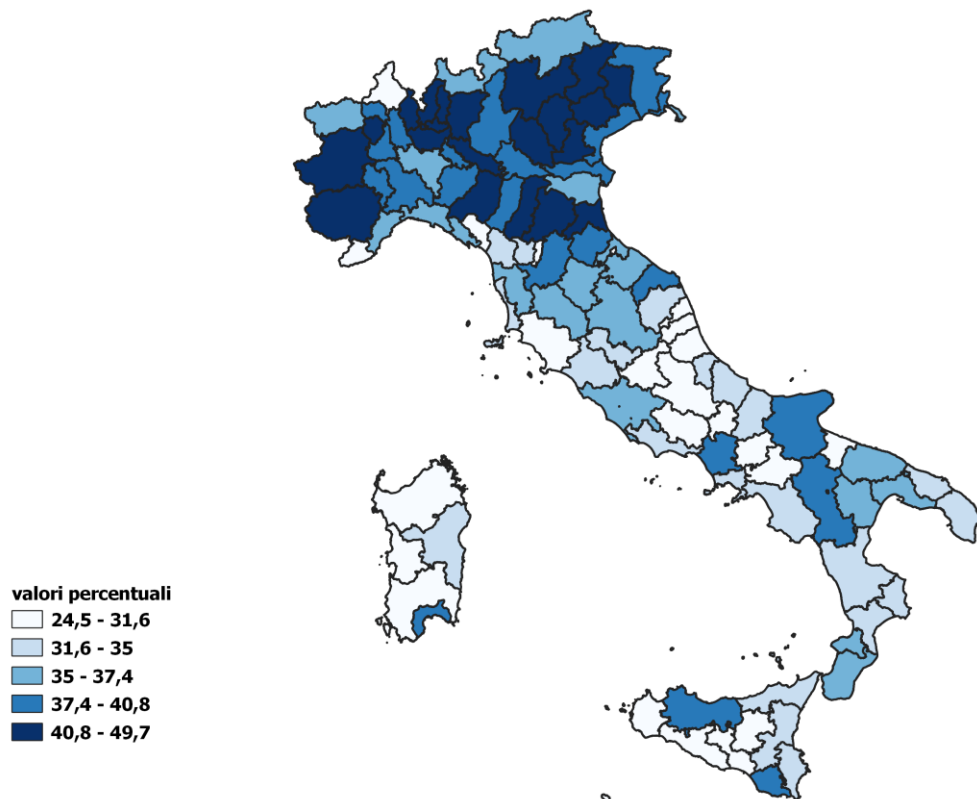 valori percentuali
24,5 - 31,6
31,6 - 35
35 - 37,4
37,4 - 40,8
40,8 - 49,7